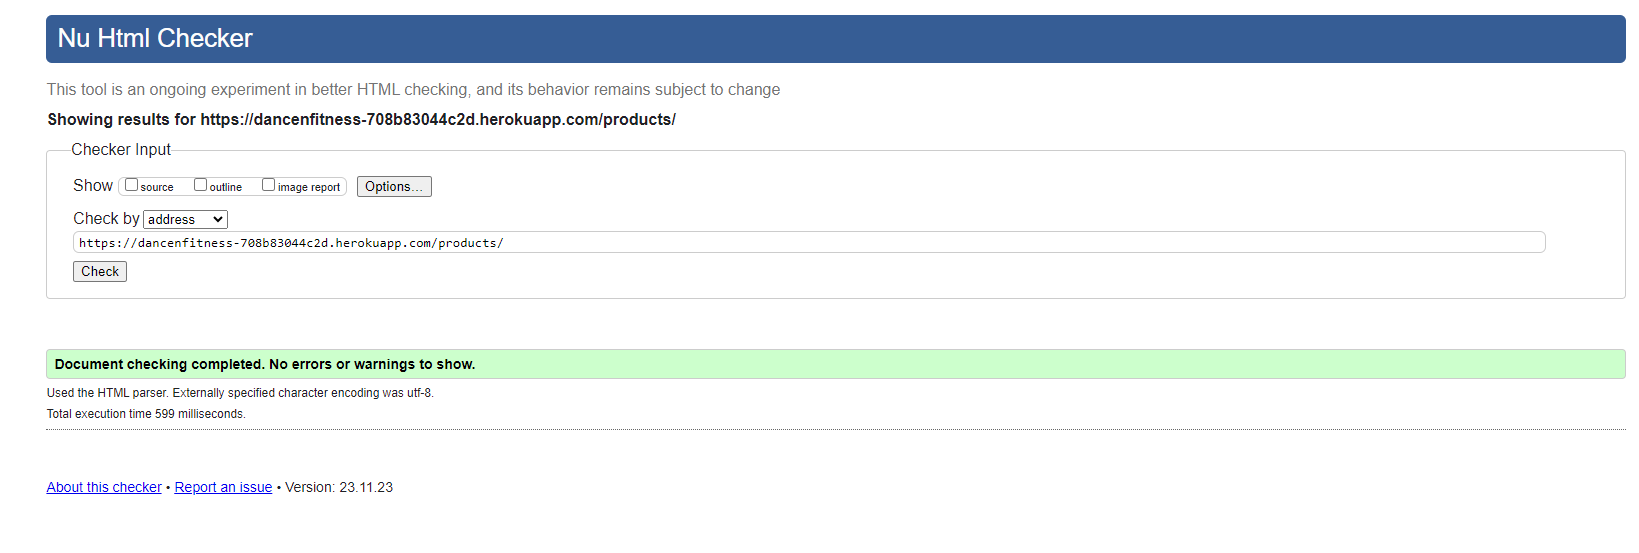 Nu Html Checker
This tool is an ongoing experiment in better HTML checking, and its behavior remains subject to change
Showing results for https://dancenfitness-708b83044c2d.herokuapp.com/products/
Checker Input
Show source outline image report Options...
Check by address
https://dancenfitness-708b83044c2d.herokuapp.com/products/
Check
Document checking completed. No errors or warnings to show.
Used the HTML parser. Externally specified character encoding was utf-8.
Total execution time 599 milliseconds.
About this checker • Report an issue • Version: 23.11.23